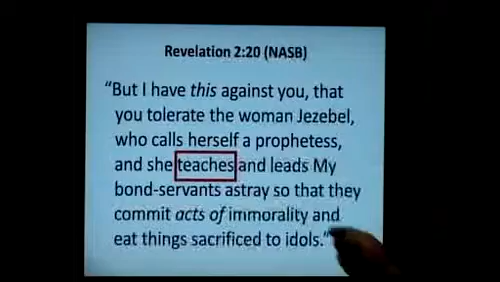 Revelation 2:20 (NASB)
“But I have this against you, that
you tolerate the woman Jezebel,
who calls herself a prophetess,
and she teaches and leads My
bond-servants astray so that they
commit acts of immorality and
eat things sacrificed to idols.”